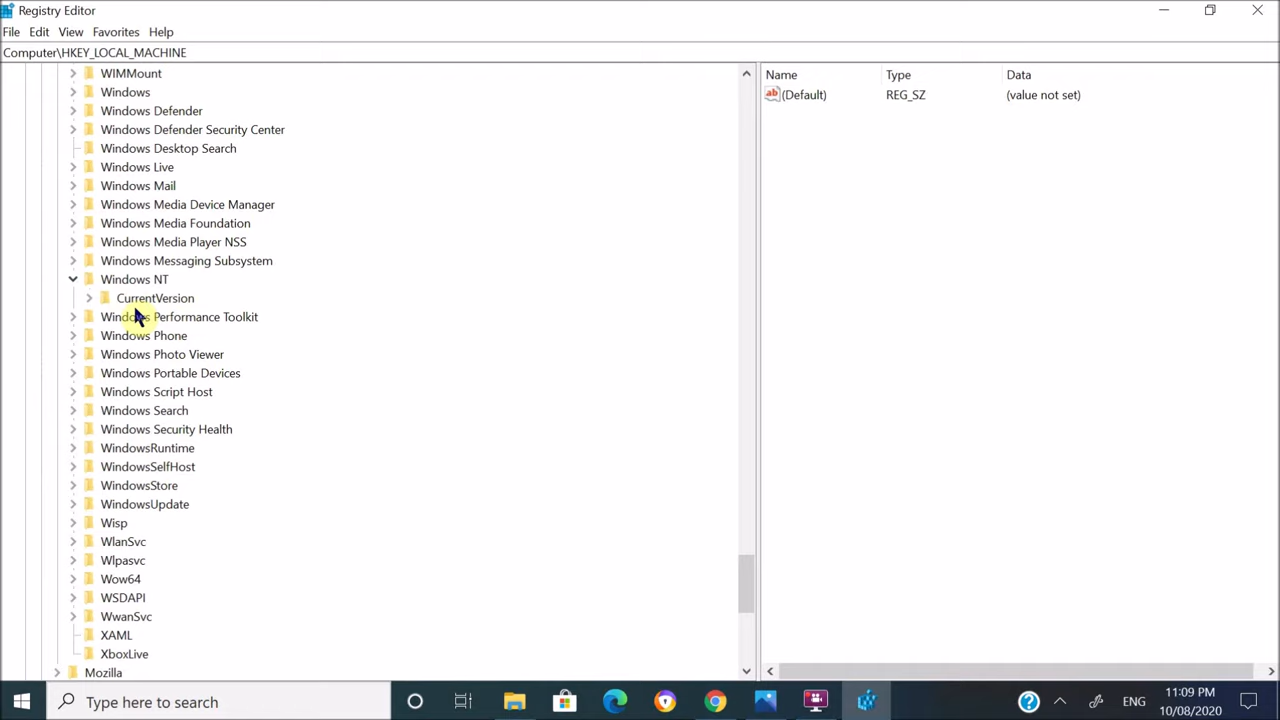 Registry Editor
File Edit View Favorites Help
Computer\HKEY_LOCAL_MACHINE
WIMMount
Windows
Windows Defender
Windows Defender Security Center
Windows Desktop Search
Windows Live
Windows Mail
Windows Media Device Manager
Windows Media Foundation
Windows Media Player NSS
Windows Messaging Subsystem
Windows NT
CurrentVersion
Windows Performance Toolkit
Windows Phone
Windows Photo Viewer
Windows Portable Devices
Windows Script Host
Windows Search
Windows Security Health
WindowsRuntime
WindowsSelfHost
WindowsStore
WindowsUpdate
Wisp
WlanSvc
Wlpasvc
Wow64
WSDAPI
WwanSvc
XAML
XboxLive
Mozilla
Name Type Data
ab (Default) REG_SZ (value not set)
Type here to search
ENG
11:09 PM
10/08/2020